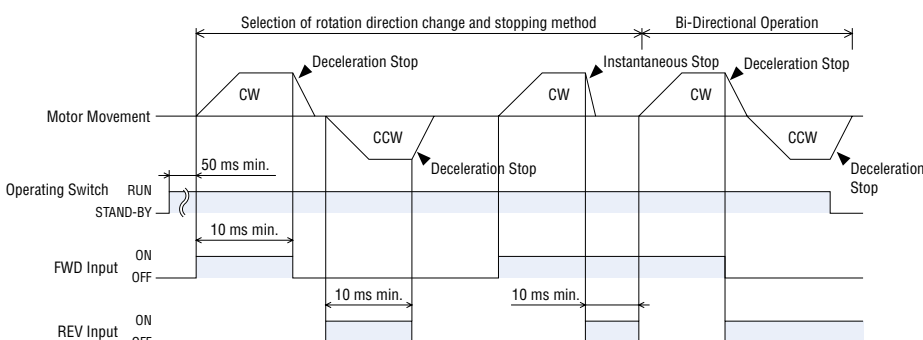 Selection of rotation direction change and stopping method
Bi-Directional Operation
Deceleration Stop
Instantaneous Stop
Deceleration Stop
CW
CW
CW
Motor Movement
CCW
CCW
50 ms min.
Deceleration Stop
Deceleration
Stop
Operating Switch
RUN
STAND-BY
10 ms min.
FWD Input
ON
OFF
10 ms min.
10 ms min.
REV Input
ON
OFF